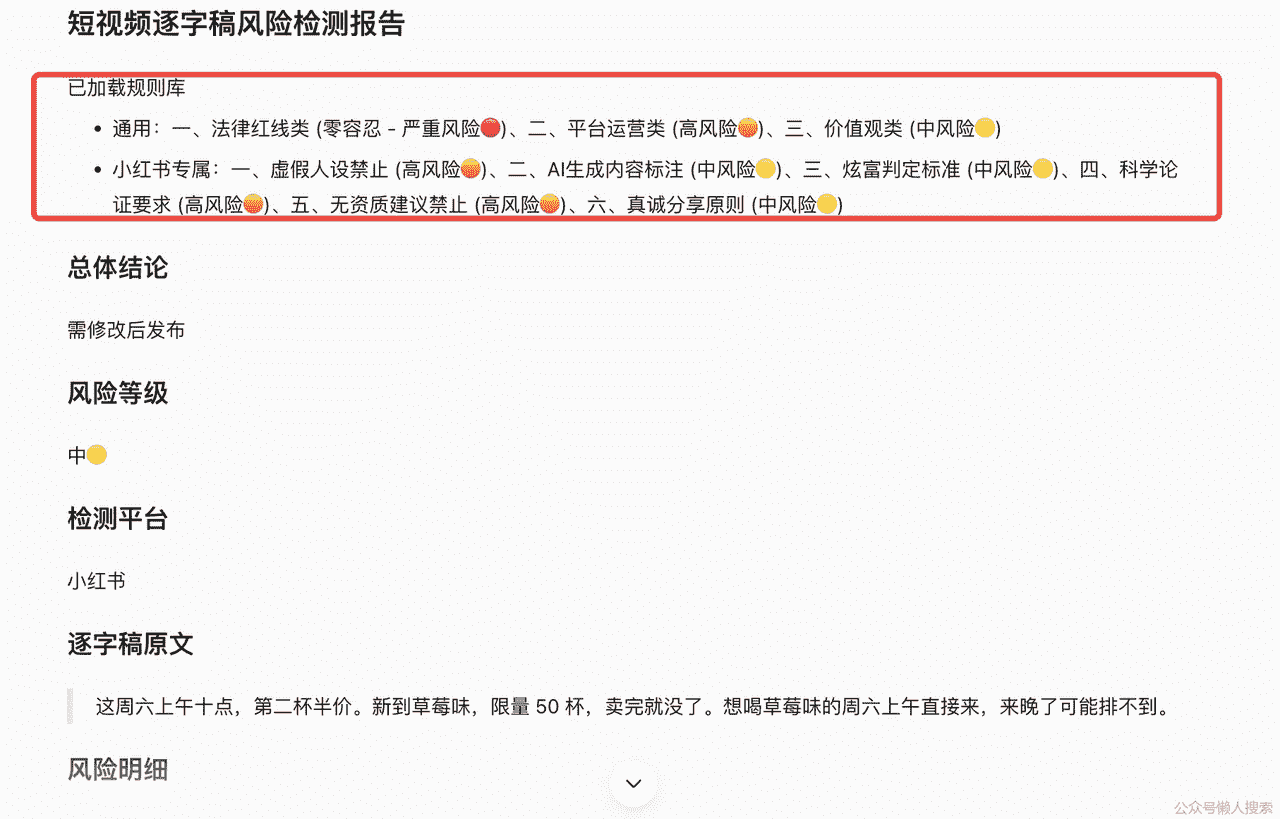 短视频逐字稿风险检测报告
已加载规则库
• 通用：一、法律红线类 (零容忍 - 严重风险🔴)、二、平台运营类 (高风险🟠)、三、价值观类 (中风险🟡)
• 小红书专属：一、虚假人设禁止 (高风险🟠)、二、AI生成内容标注 (中风险🟡)、三、炫富判定标准 (中风险🟡)、四、科学论
证要求 (高风险🟠)、五、无资质建议禁止 (高风险🟠)、六、真诚分享原则 (中风险🟡)
总体结论
需修改后发布
风险等级
中🟡
检测平台
小红书
逐字稿原文
这周六上午十点，第二杯半价。新到草莓味，限量 50 杯，卖完就没了。想喝草莓味的周六上午直接来，来晚了可能排不到。
风险明细
公众号懒人搜索